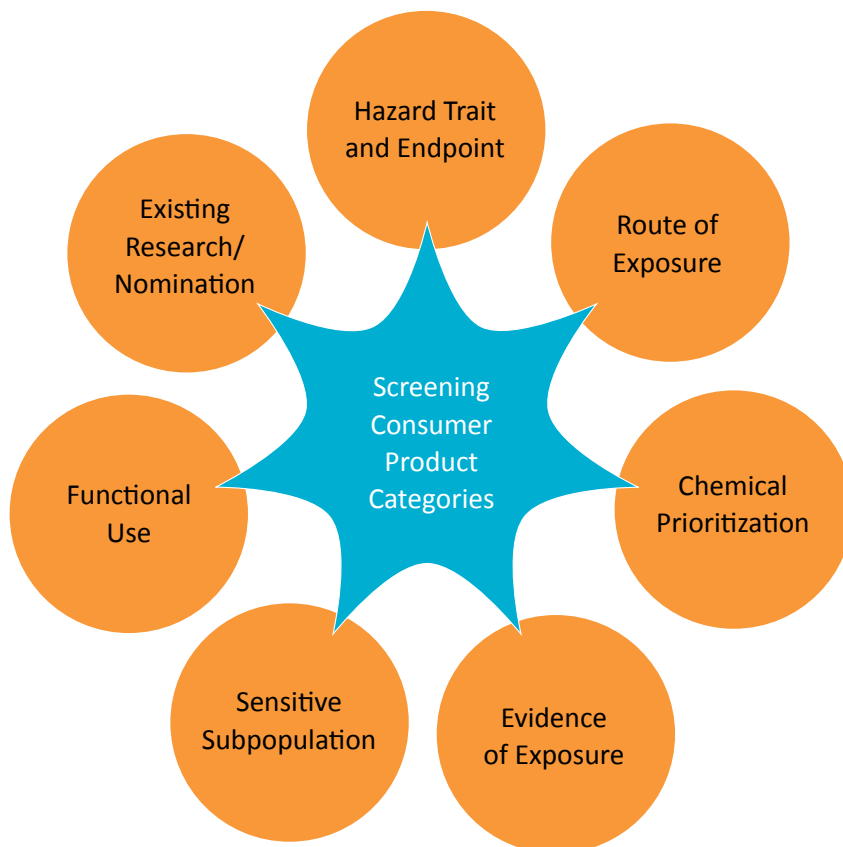 Hazard Trait
and Endpoint
Route of
Exposure
Chemical
Prioritization
Evidence
of Exposure
Sensitive
Subpopulation
Functional
Use
Existing
Research/
Nomination
Screening
Consumer
Product
Categories